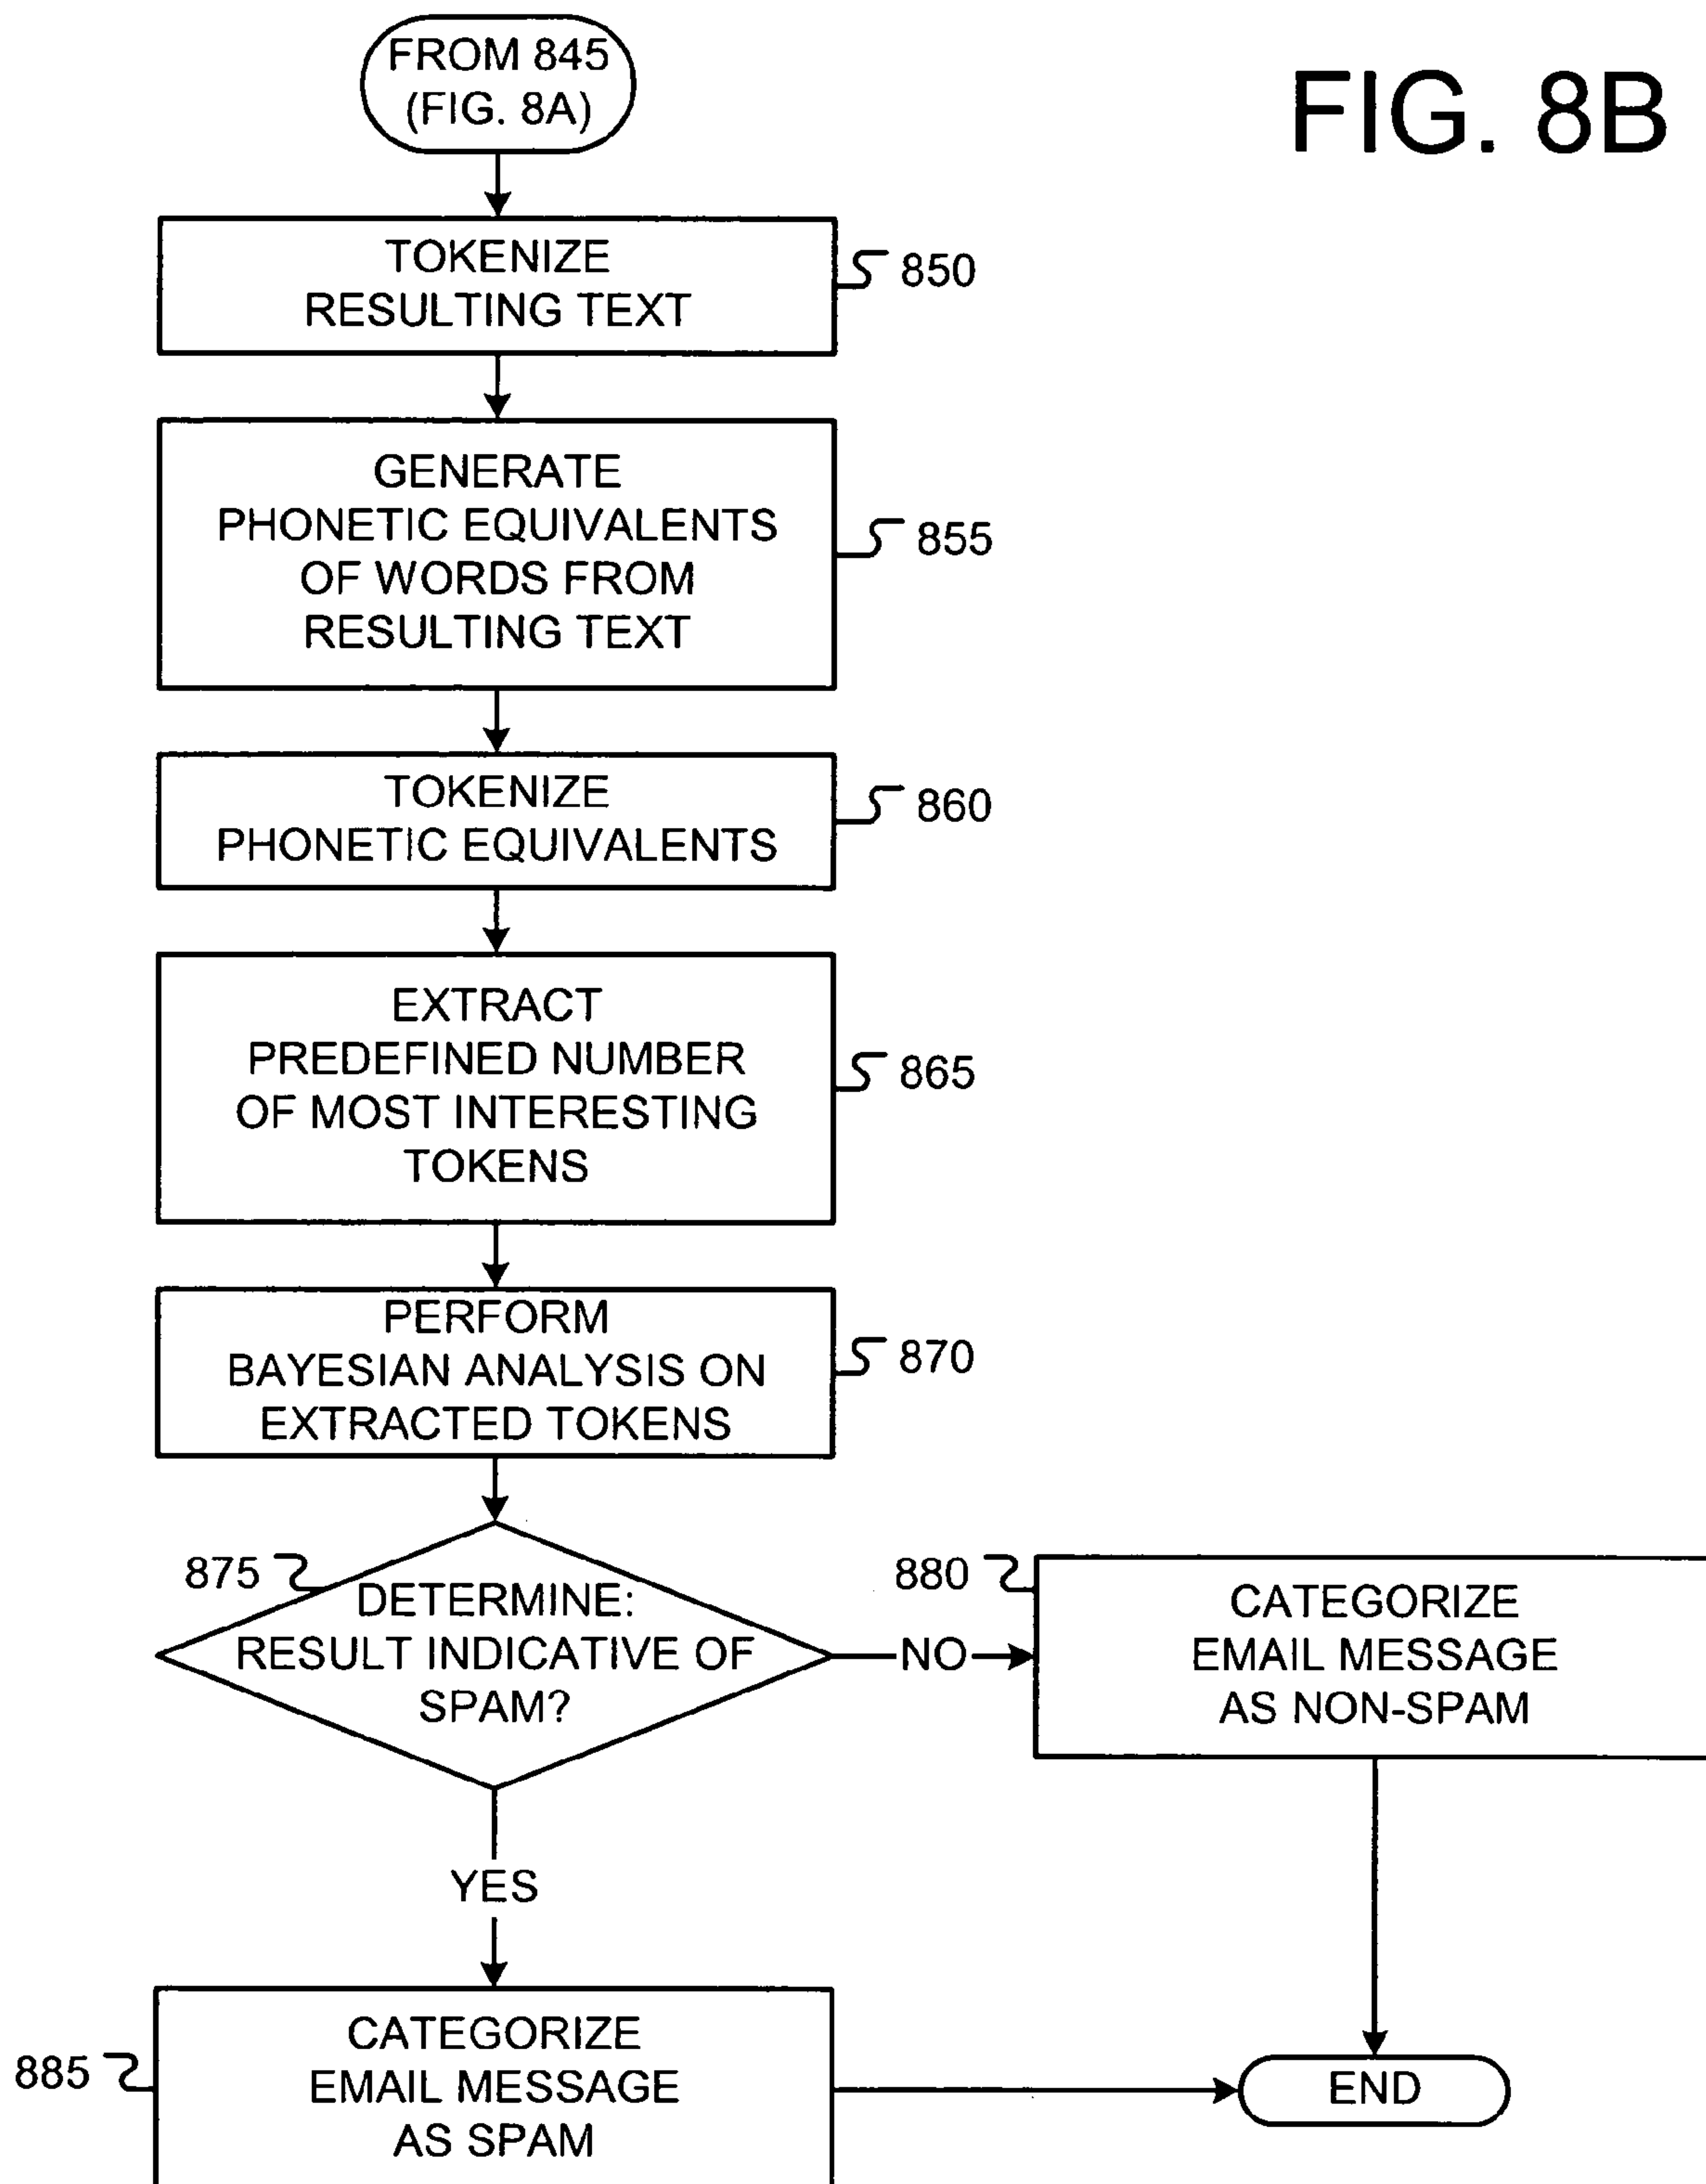 FROM 845
(FIG. 8A)
FIG. 8B
TOKENIZE
RESULTING TEXT
850
GENERATE
PHONETIC EQUIVALENTS
OF WORDS FROM
RESULTING TEXT
855
TOKENIZE
PHONETIC EQUIVALENTS
860
EXTRACT
PREDEFINED NUMBER
OF MOST INTERESTING
TOKENS
865
PERFORM
BAYESIAN ANALYSIS ON
EXTRACTED TOKENS
870
875
DETERMINE:
RESULT INDICATIVE OF
SPAM?
NO
880
CATEGORIZE
EMAIL MESSAGE
AS NON-SPAM
YES
885
CATEGORIZE
EMAIL MESSAGE
AS SPAM
END